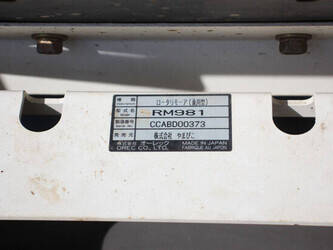 機種 ロータリモーア(乗用型)
型式名 RM981
製造番号 CCABD00373
発売元 株式会社 やまびこ
株式会社 オーレック MADE IN JAPAN
OREC CO., LTD. FABRIQUE AU JAPON